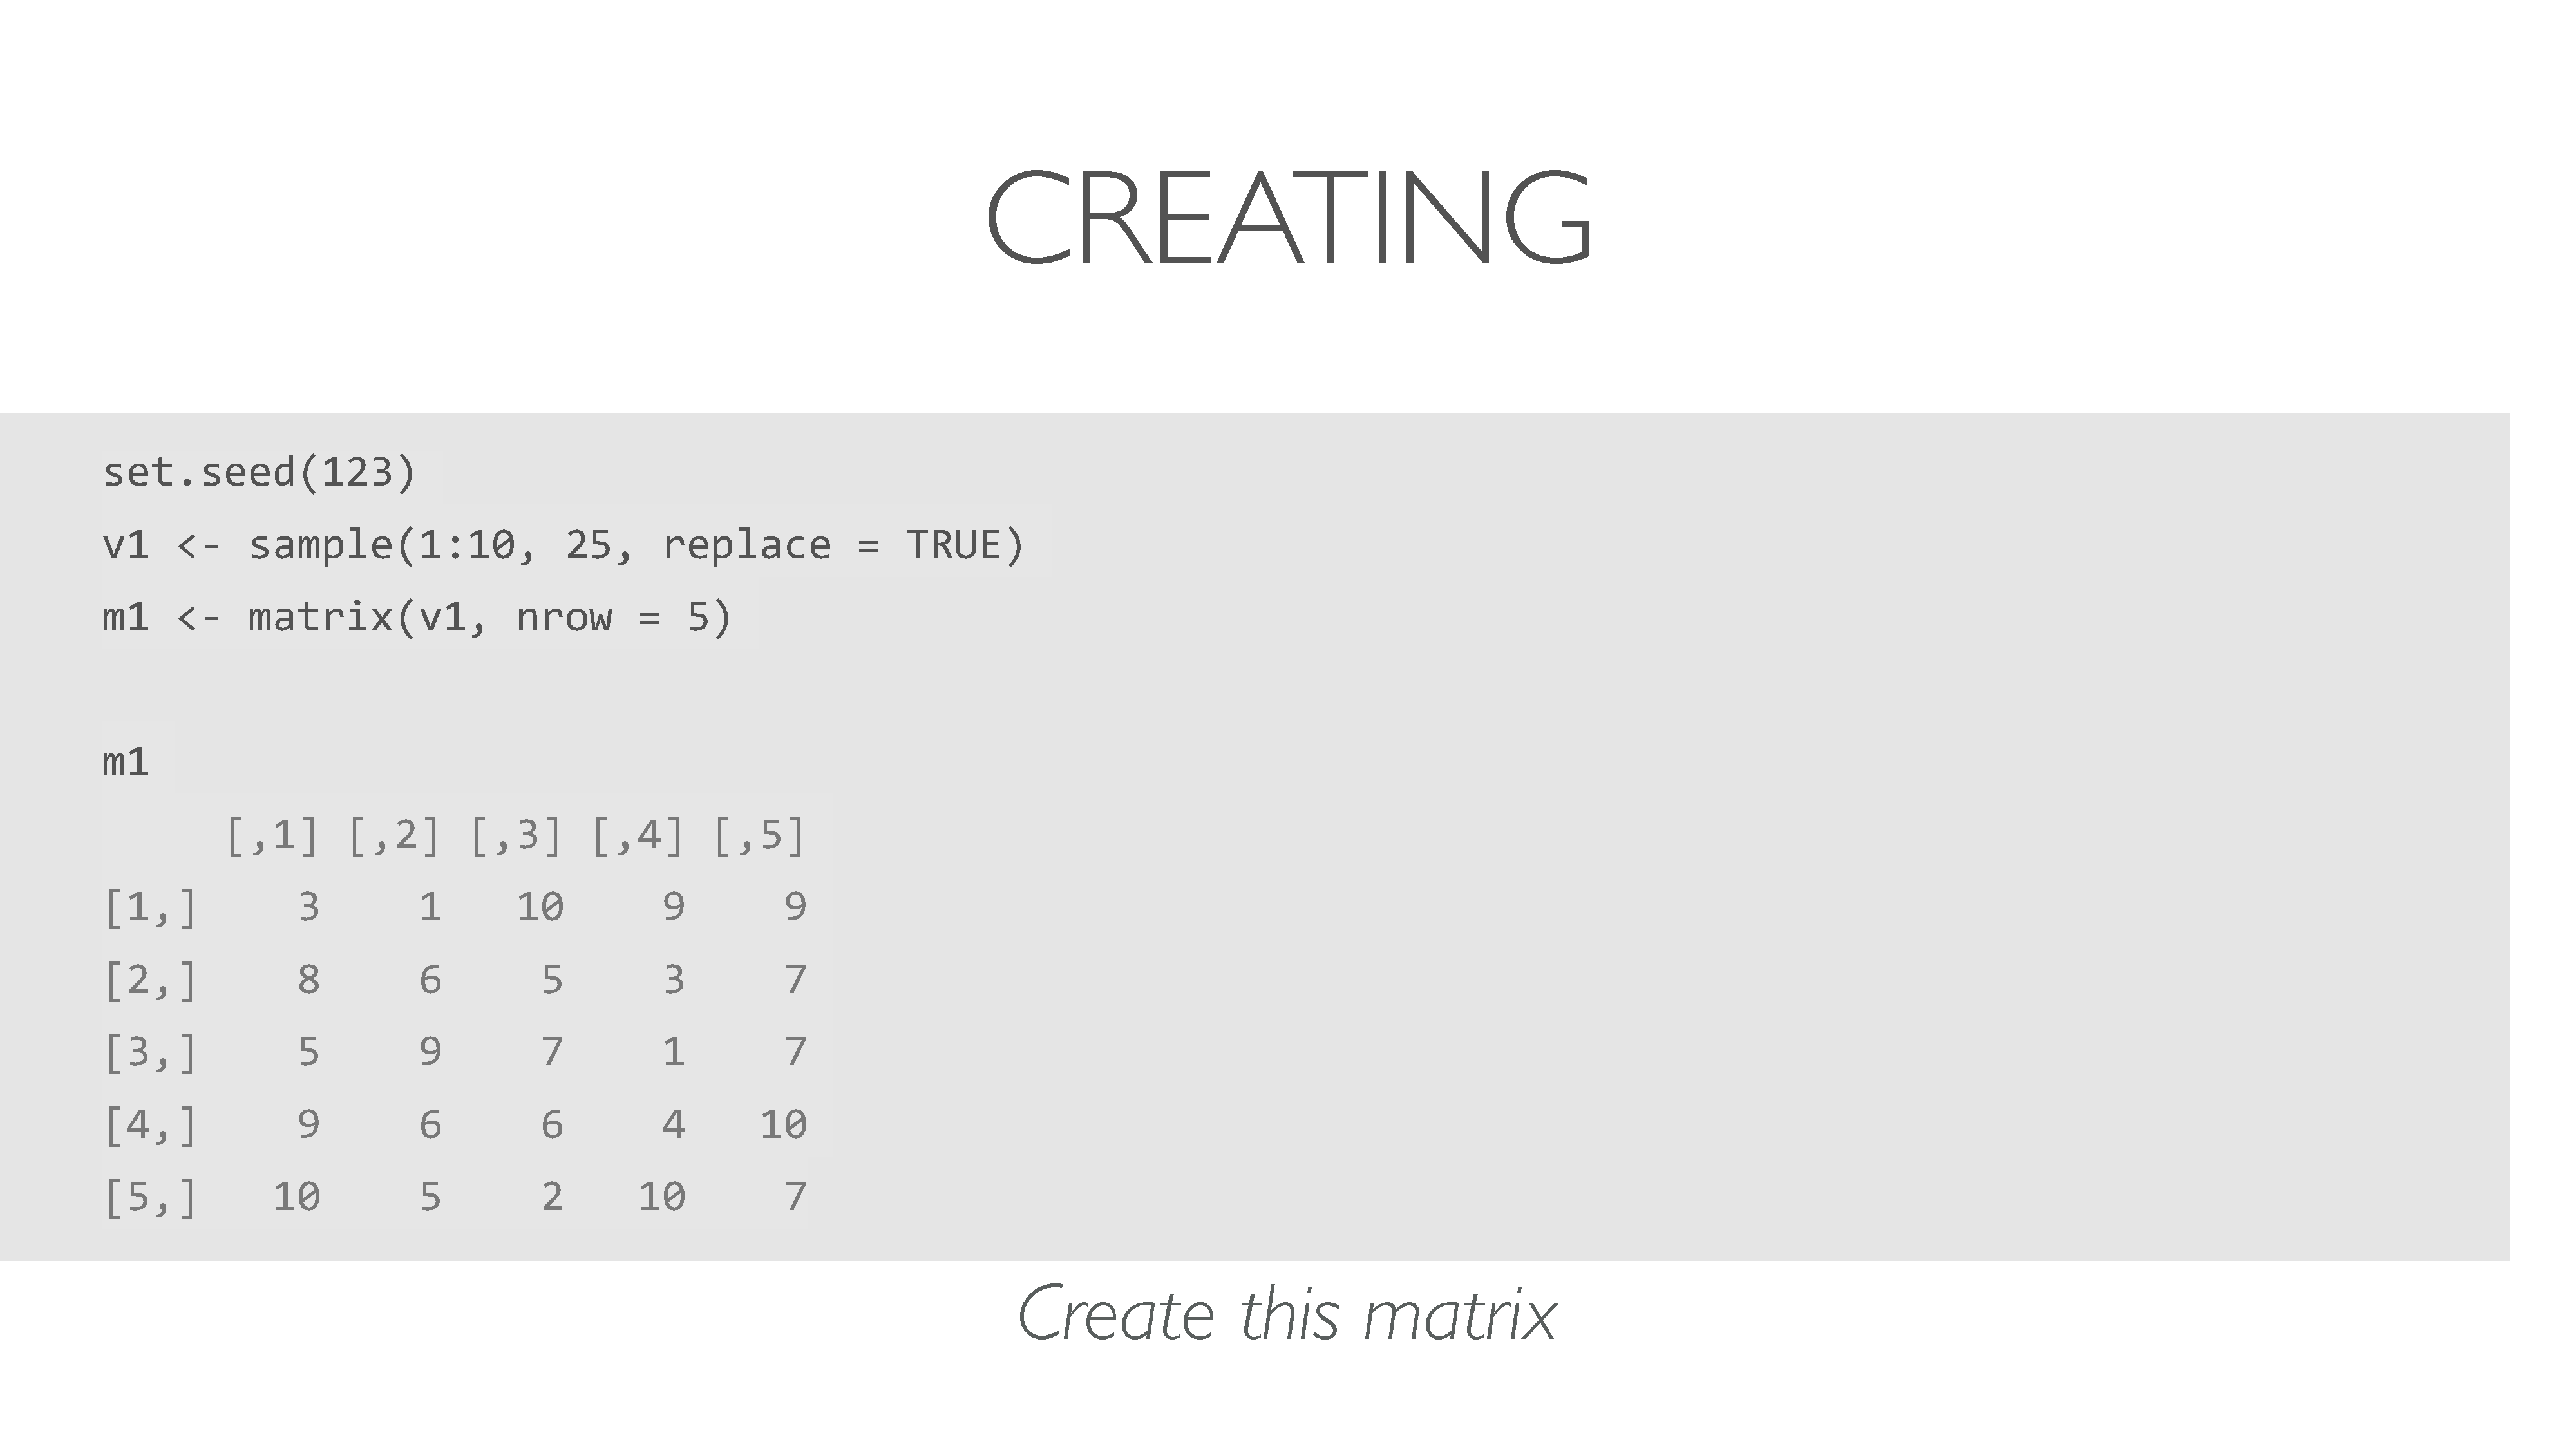 CREATING
set.seed(123)
v1 <- sample(1:10, 25, replace = TRUE)
m1 <- matrix(v1, nrow = 5)
m1
     [,1] [,2] [,3] [,4] [,5]
[1,]    3    1   10    9    9
[2,]    8    6    5    3    7
[3,]    5    9    7    1    7
[4,]    9    6    6    4   10
[5,]   10    5    2   10    7
Create this matrix